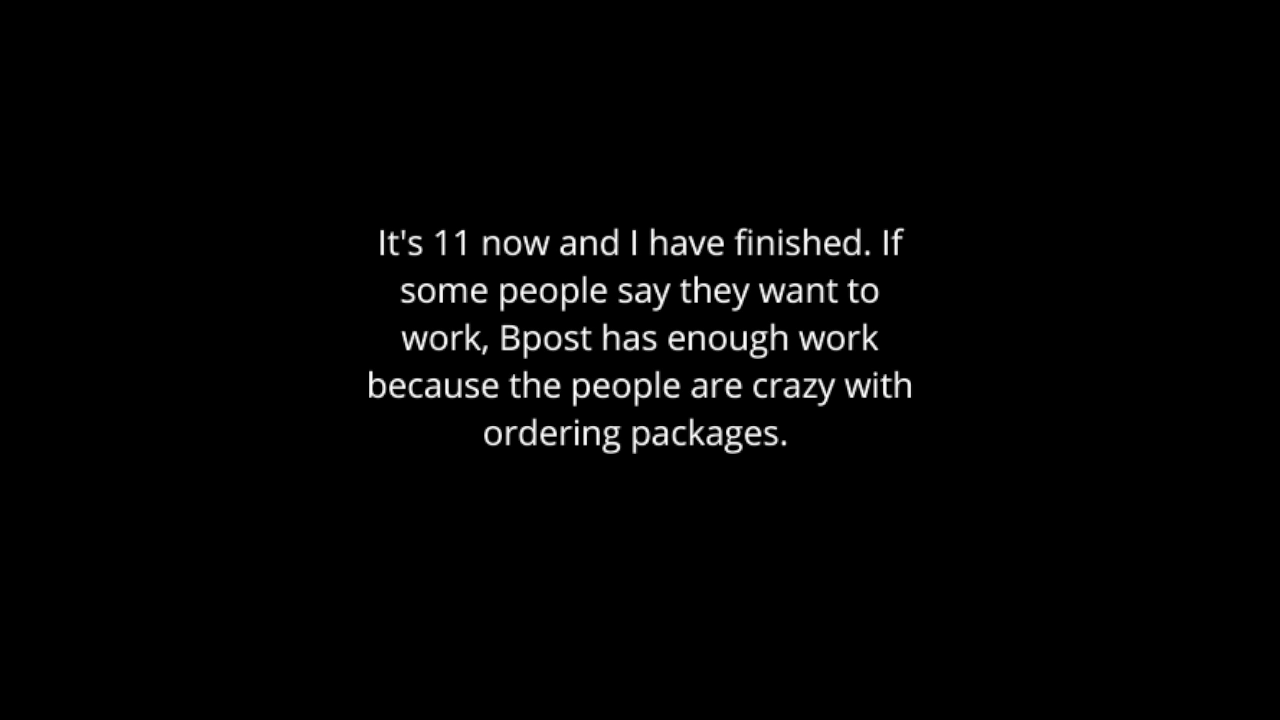 It's 11 now and I have finished. If
some people say they want to
work, Bpost has enough work
because the people are crazy with
ordering packages.